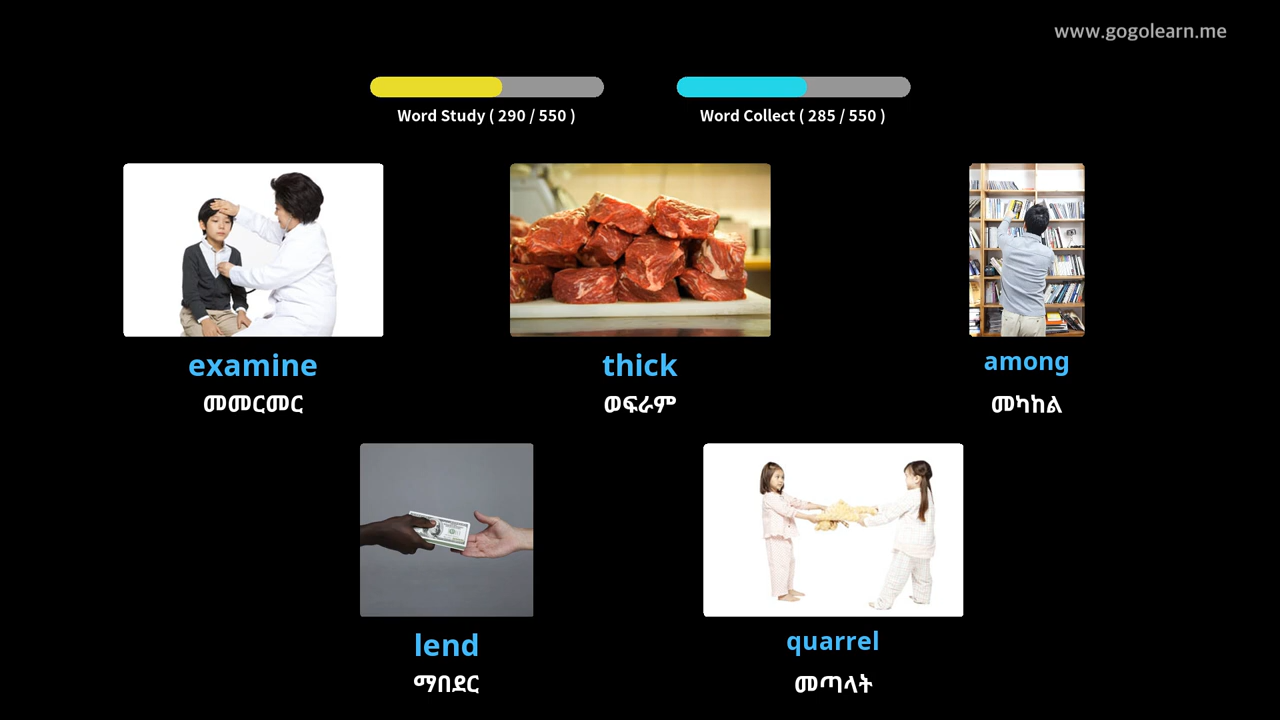 www.gogolearn.me
Word Study ( 290 / 550 )
Word Collect ( 285 / 550 )
examine
መመርመር
thick
ወፍራም
among
መካከል
lend
ማበደር
quarrel
መጣላት